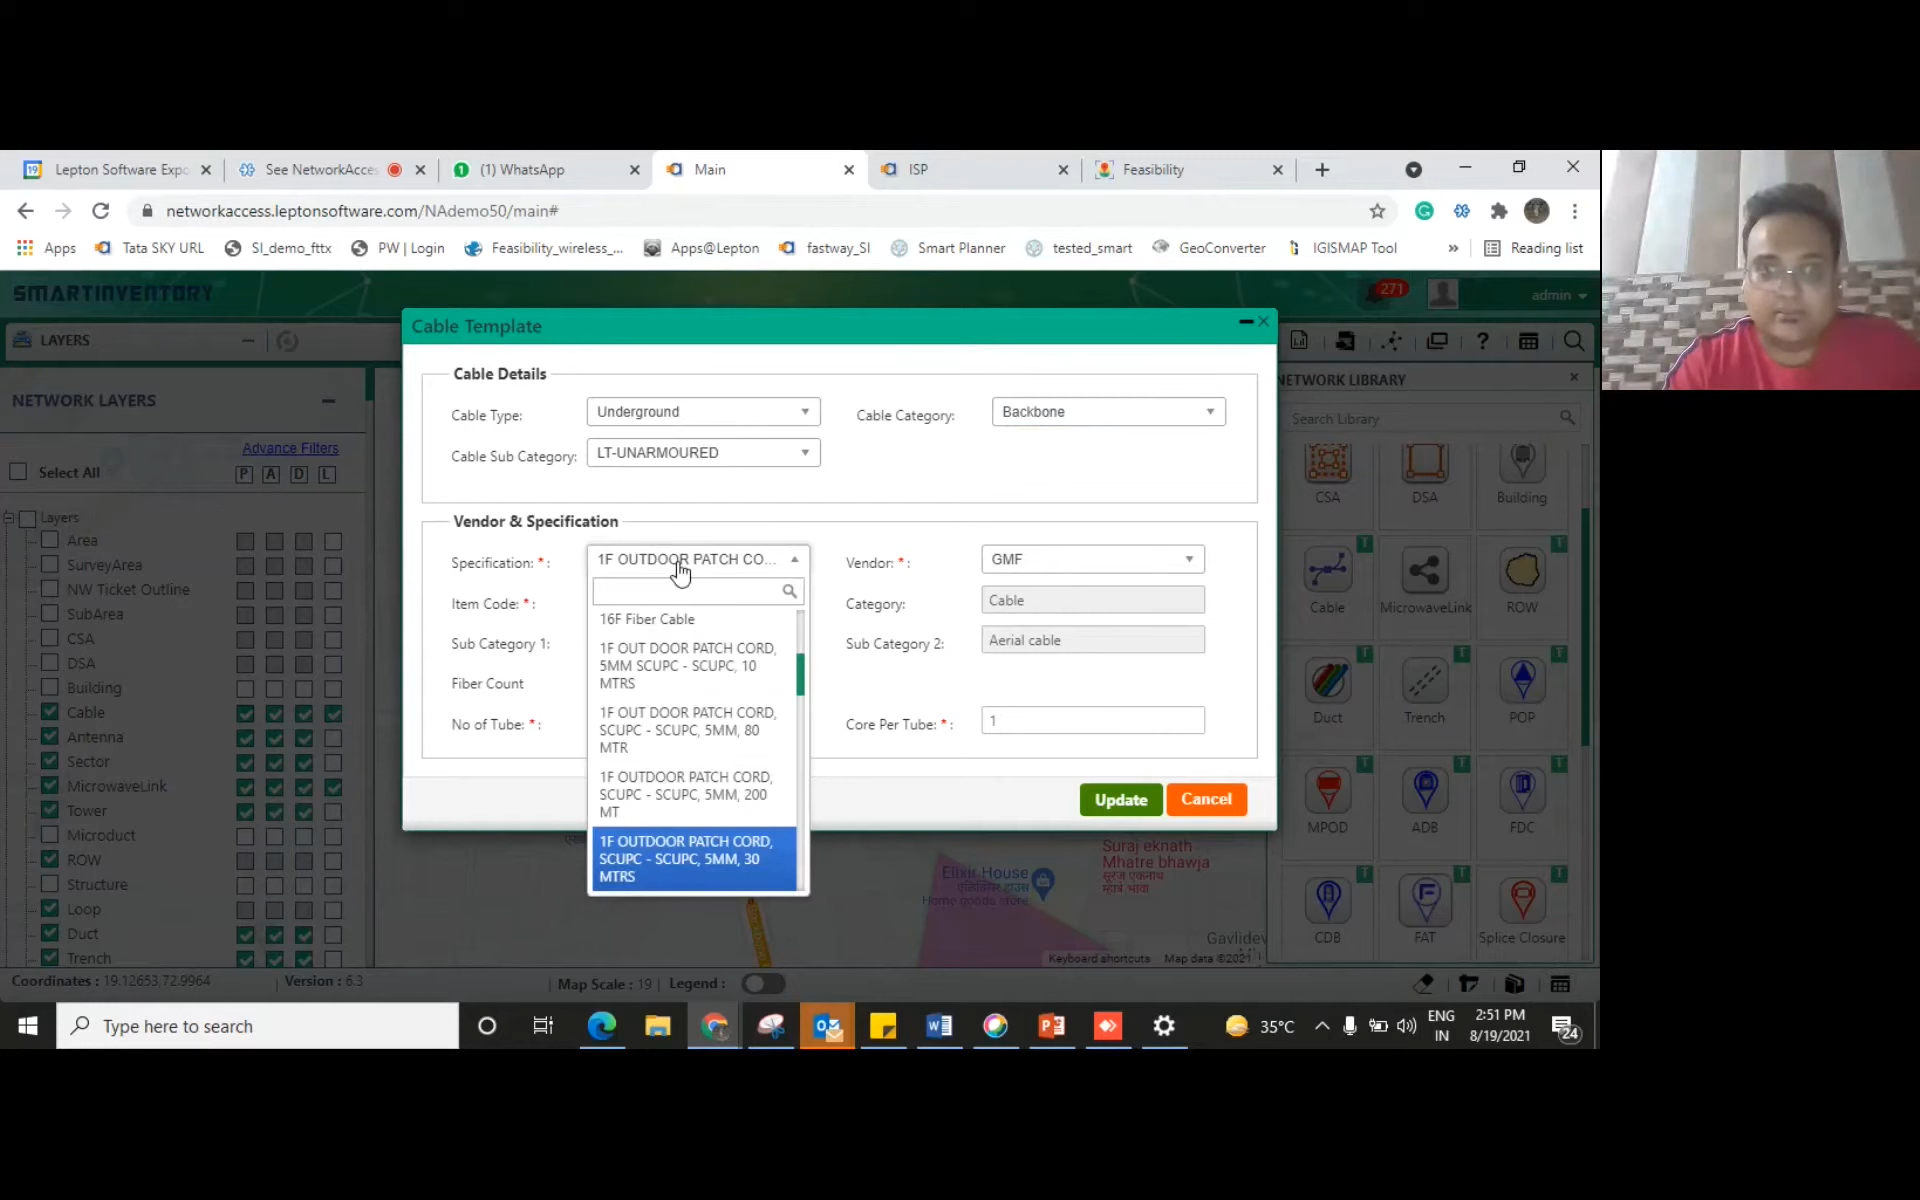 Lepton Software Expo
See NetworkAcces
(1) WhatsApp
Main
ISP
Feasibility
networkaccess.leptonsoftware.com/NAdemo50/main#
Apps
Tata SKY URL
SI_demo_fttx
PW | Login
Feasibility_wireless_...
Apps@Lepton
fastway_SI
Smart Planner
tested_smart
GeoConverter
IGISMAP Tool
»
Reading list
SMARTINVENTORY
271
admin
LAYERS
Cable Template
NETWORK LIBRARY
NETWORK LAYERS
Search Library
Advance Filters
Select All
P A D L
Layers
Area
SurveyArea
NW Ticket Outline
SubArea
CSA
DSA
Building
Cable
Antenna
Sector
MicrowaveLink
Tower
Microduct
ROW
Structure
Loop
Duct
Trench
Cable Details
Cable Type:
Underground
Cable Category:
Backbone
Cable Sub Category:
LT-UNARMOURED
Vendor & Specification
Specification: * :
1F OUTDOOR PATCH CO...
Vendor: * :
GMF
Item Code: * :
Category:
Cable
Sub Category 1:
Sub Category 2:
Aerial cable
Fiber Count
No of Tube: * :
Core Per Tube: * :
1
16F Fiber Cable
1F OUT DOOR PATCH CORD,
5MM SCUPC - SCUPC, 10
MTRS
1F OUT DOOR PATCH CORD,
SCUPC - SCUPC, 5MM, 80
MTR
1F OUTDOOR PATCH CORD,
SCUPC - SCUPC, 5MM, 200
MT
1F OUTDOOR PATCH CORD,
SCUPC - SCUPC, 5MM, 30
MTRS
Update
Cancel
CSA
DSA
Building
Cable
MicrowaveLink
ROW
Duct
Trench
POP
MPOD
ADB
FDC
CDB
FAT
Splice Closure
Suraj eknath
Mhatre bhawja
सूरज एकनाथ
Elixir House
Home goods store
Gavlidev
Keyboard shortcuts
Map data ©2021
Coordinates : 19.12653,72.9964
Version : 6.3
Map Scale : 19
Legend :
Type here to search
35°C
ENG
IN
2:51 PM
8/19/2021
24